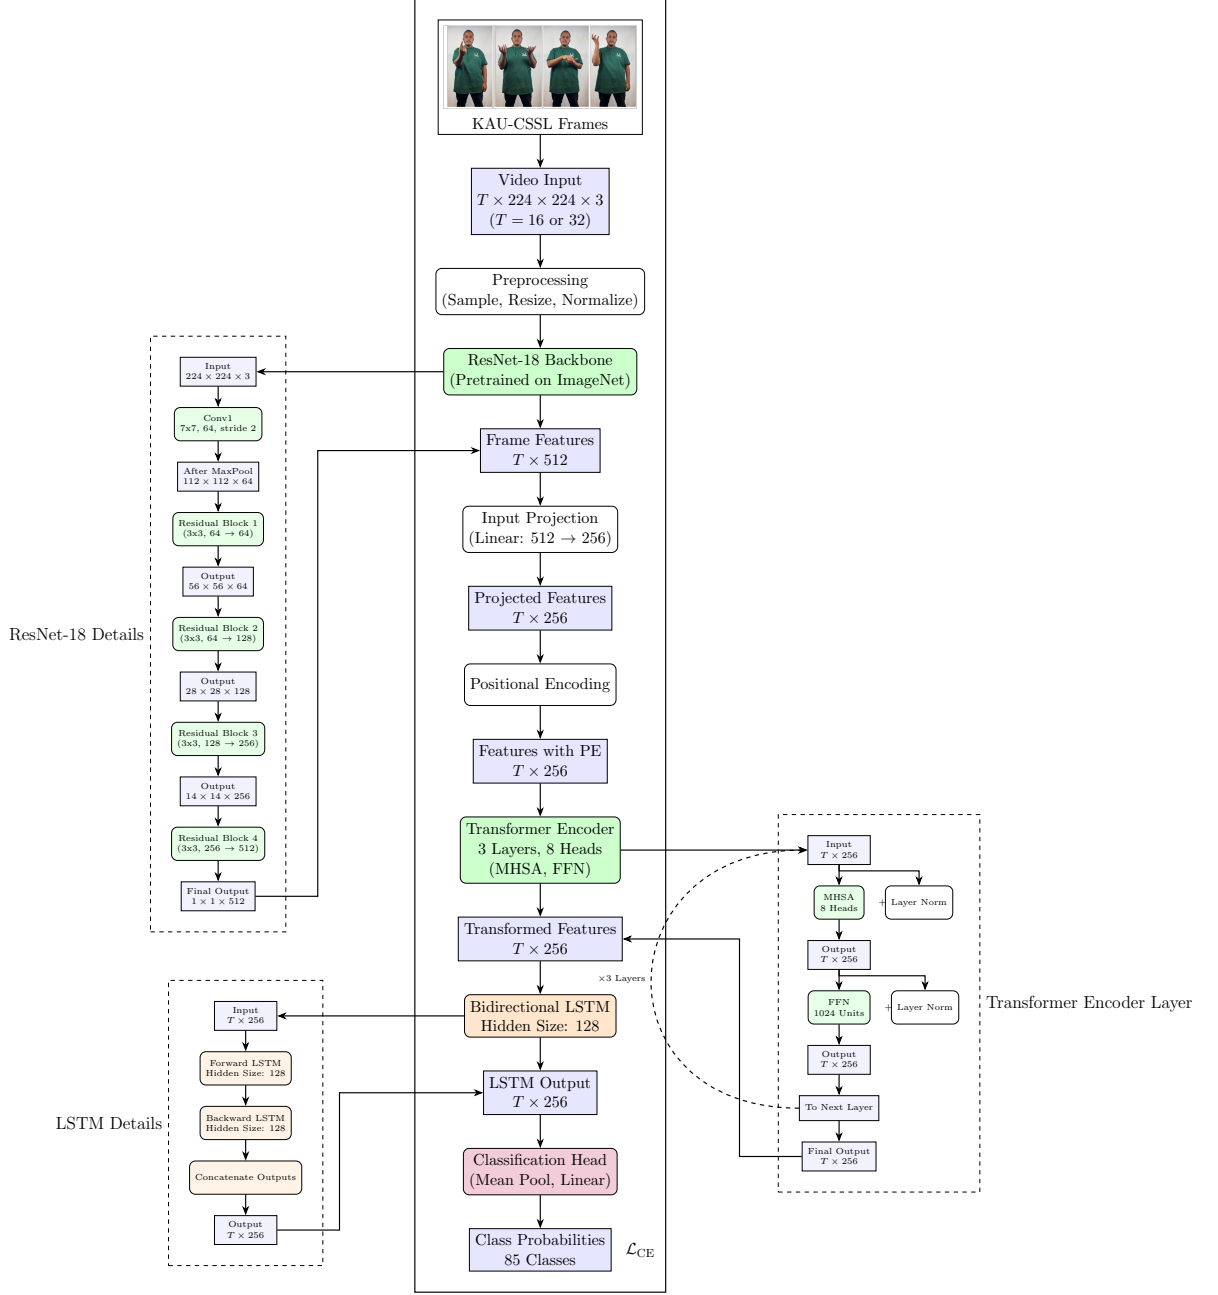 KAU-CSSL Frames
Video Input
T × 224 × 224 × 3
(T = 16 or 32)
Preprocessing
(Sample, Resize, Normalize)
ResNet-18 Backbone
(Pretrained on ImageNet)
Frame Features
T × 512
Input Projection
(Linear: 512 → 256)
Projected Features
T × 256
Positional Encoding
Features with PE
T × 256
Transformer Encoder
3 Layers, 8 Heads
(MHSA, FFN)
Transformed Features
T × 256
Bidirectional LSTM
Hidden Size: 128
LSTM Output
T × 256
Classification Head
(Mean Pool, Linear)
Class Probabilities
85 Classes
ℒCE
ResNet-18 Details
Input
224 × 224 × 3
Conv1
7x7, 64, stride 2
After MaxPool
112 × 112 × 64
Residual Block 1
(3x3, 64 → 64)
Output
56 × 56 × 64
Residual Block 2
(3x3, 64 → 128)
Output
28 × 28 × 128
Residual Block 3
(3x3, 128 → 256)
Output
14 × 14 × 256
Residual Block 4
(3x3, 256 → 512)
Final Output
1 × 1 × 512
LSTM Details
Input
T × 256
Forward LSTM
Hidden Size: 128
Backward LSTM
Hidden Size: 128
Concatenate Outputs
Output
T × 256
Transformer Encoder Layer
Input
T × 256
MHSA
8 Heads
+ Layer Norm
Output
T × 256
FFN
1024 Units
+ Layer Norm
Output
T × 256
To Next Layer
Final Output
T × 256
×3 Layers